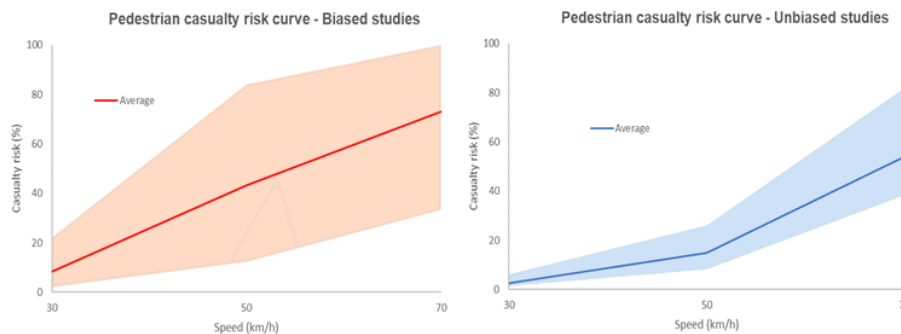 Pedestrian casualty risk curve - Biased studies
100
80
60
40
20
0
Casualty risk (%)
Average
30
50
70
Speed (km/h)
Pedestrian casualty risk curve - Unbiased studies
100
80
60
40
20
0
Casualty risk (%)
Average
30
50
70
Speed (km/h)